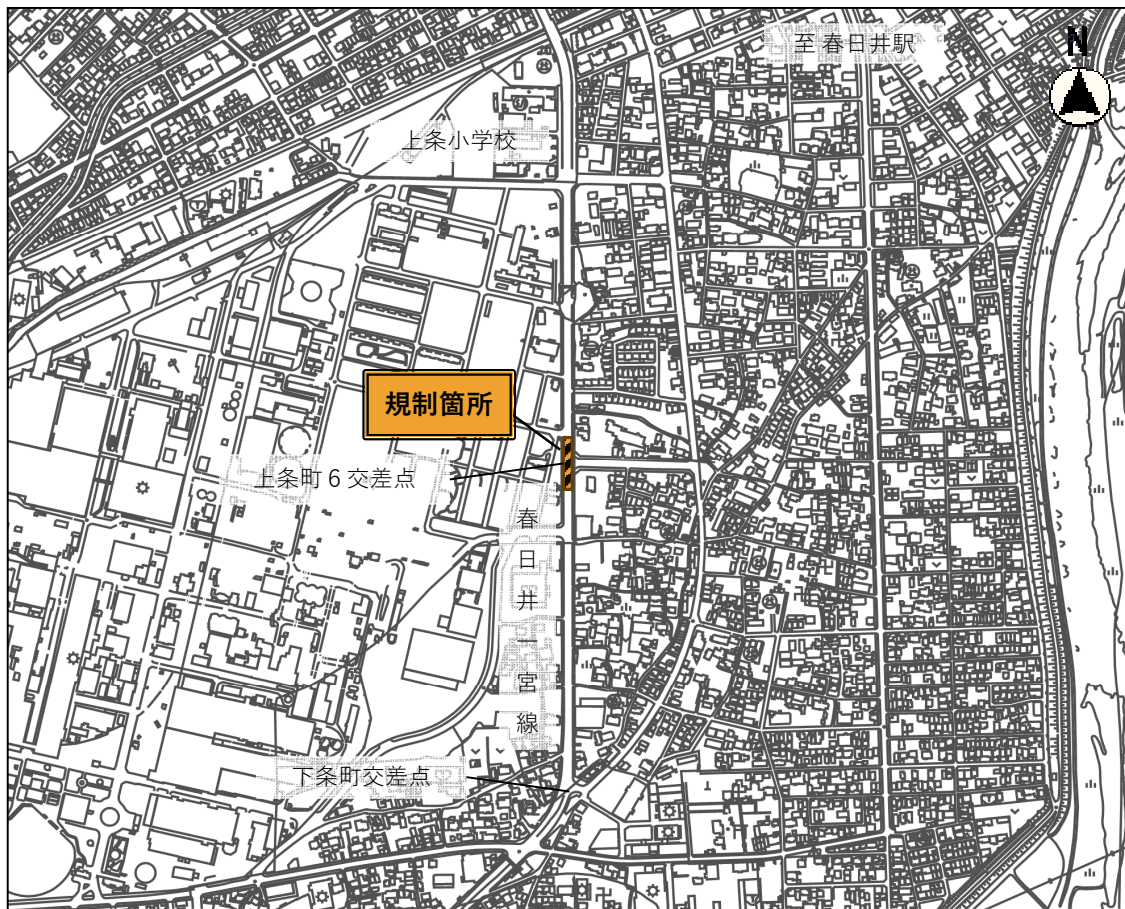 至 春日井駅
N
上条小学校
規制箇所
上条町6交差点
春日井一宮線
下条町交差点